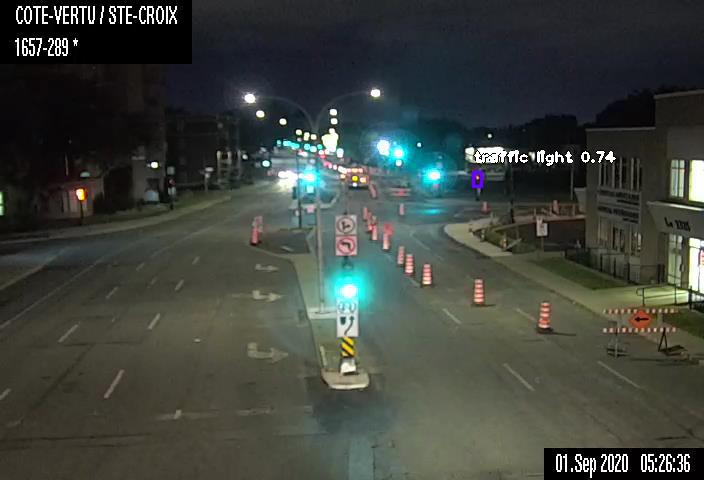 COTE-VERTU / STE-CROIX
1657-289 *
traffic light 0.74
01.Sep 2020 05:26:36